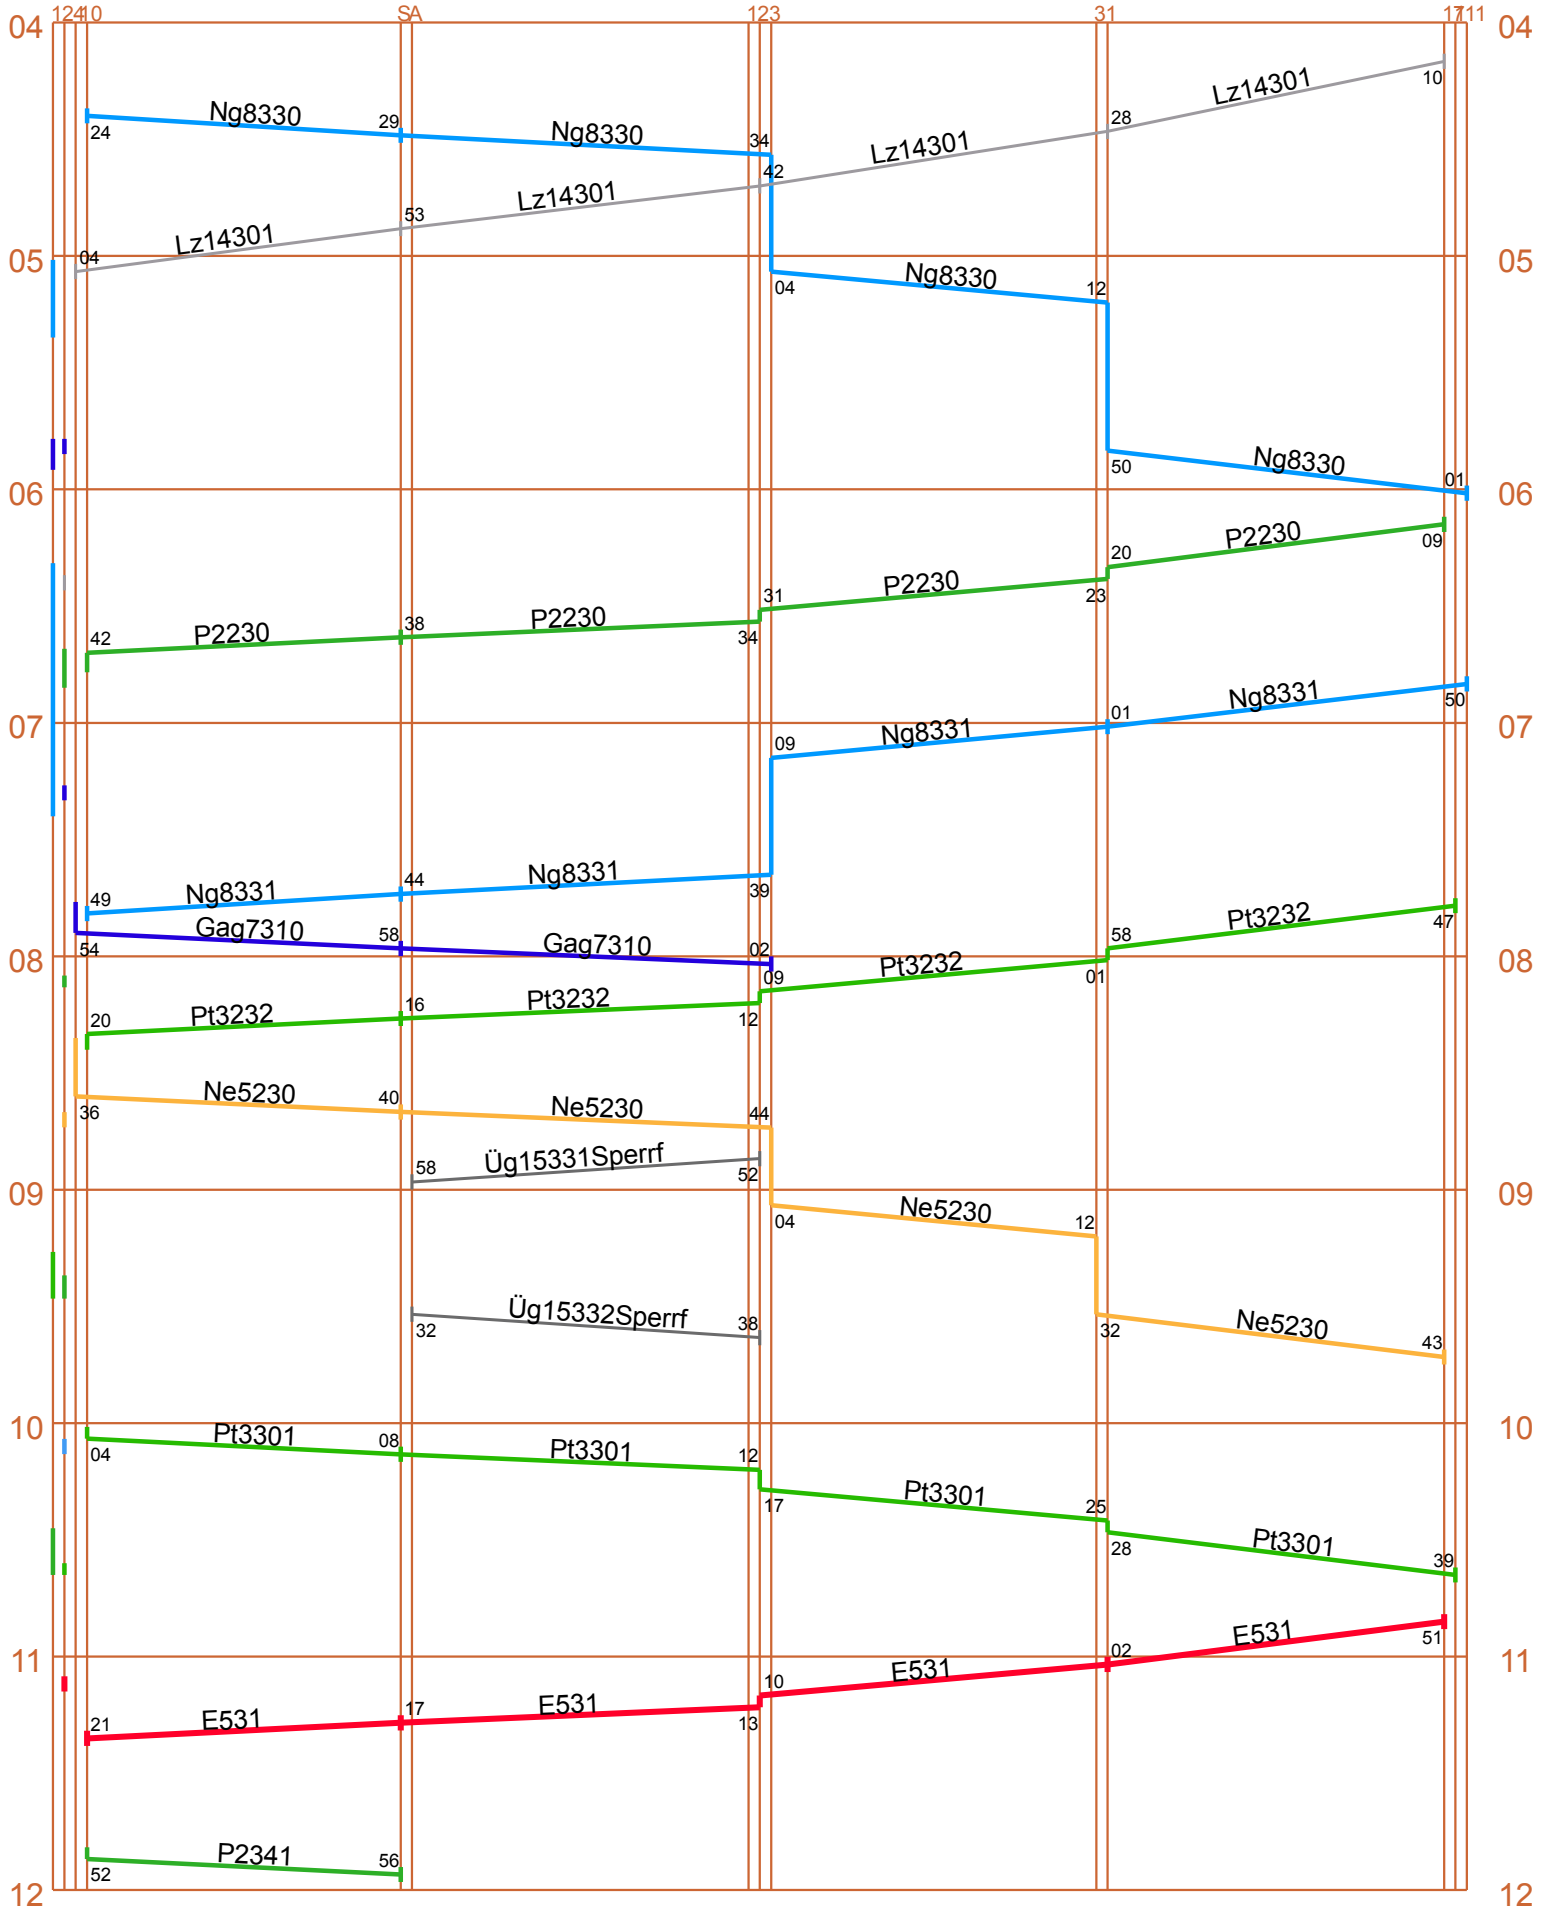 12410 SA 123 31 17111
04 04
10
Lz14301
Ng8330 29 28
24 Ng8330 34 Lz14301
42
Lz14301
53
Lz14301
04
05 05
04 Ng8330 12
50 Ng8330 01
06 06
20 P2230 09
31 P2230 23
42 P2230 38 P2230 34
01 Ng8331 50
07 07
09 Ng8331
49 Ng8331 44 Ng8331 39
58 Pt3232 47
54 Gag7310 58 Gag7310 02
08 08
09 Pt3232 01
20 Pt3232 16 Pt3232 12
36 Ne5230 40 Ne5230 44
58 Üg15331Sperrf 52
09 09
04 Ne5230 12
32 Üg15332Sperrf 38
32 Ne5230 43
10 10
04 Pt3301 08 Pt3301 12
17 Pt3301 25
28 Pt3301 39
02 E531 51
11 11
10 E531
21 E531 17 E531 13
52 P2341 56
12 12